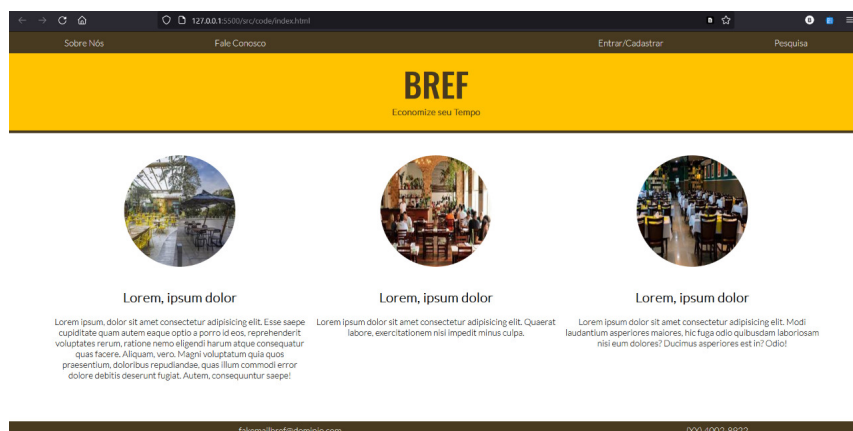 127.0.0.1:5500/src/code/index.html
Sobre Nós
Fale Conosco
Entrar/Cadastrar
Pesquisa
BREF
Economize seu Tempo
Lorem, ipsum dolor
Lorem ipsum, dolor sit amet consectetur adipisicing elit. Esse saepe
cupiditate quam autem eaque optio a porro id eos, reprehenderit
voluptates rerum, ratione nemo eligendi harum atque consequatur
quas facere. Aliquam, vero. Magni voluptatum quia quos
praesentium, doloribus repudiandae, quas illum commodi error
dolore debitis deserunt fugiat. Autem, consequuntur saepe!
Lorem, ipsum dolor
Lorem ipsum dolor sit amet consectetur adipisicing elit. Quaerat
labore, exercitationem nisi impedit minus culpa.
Lorem, ipsum dolor
Lorem ipsum dolor sit amet consectetur adipisicing elit. Modi
laudantium asperiores maiores, hic fuga odio quibusdam laboriosam
nisi eum dolores? Ducimus asperiores est in? Odio!
fakemailbref@dominio.com
(00) 4002-8922